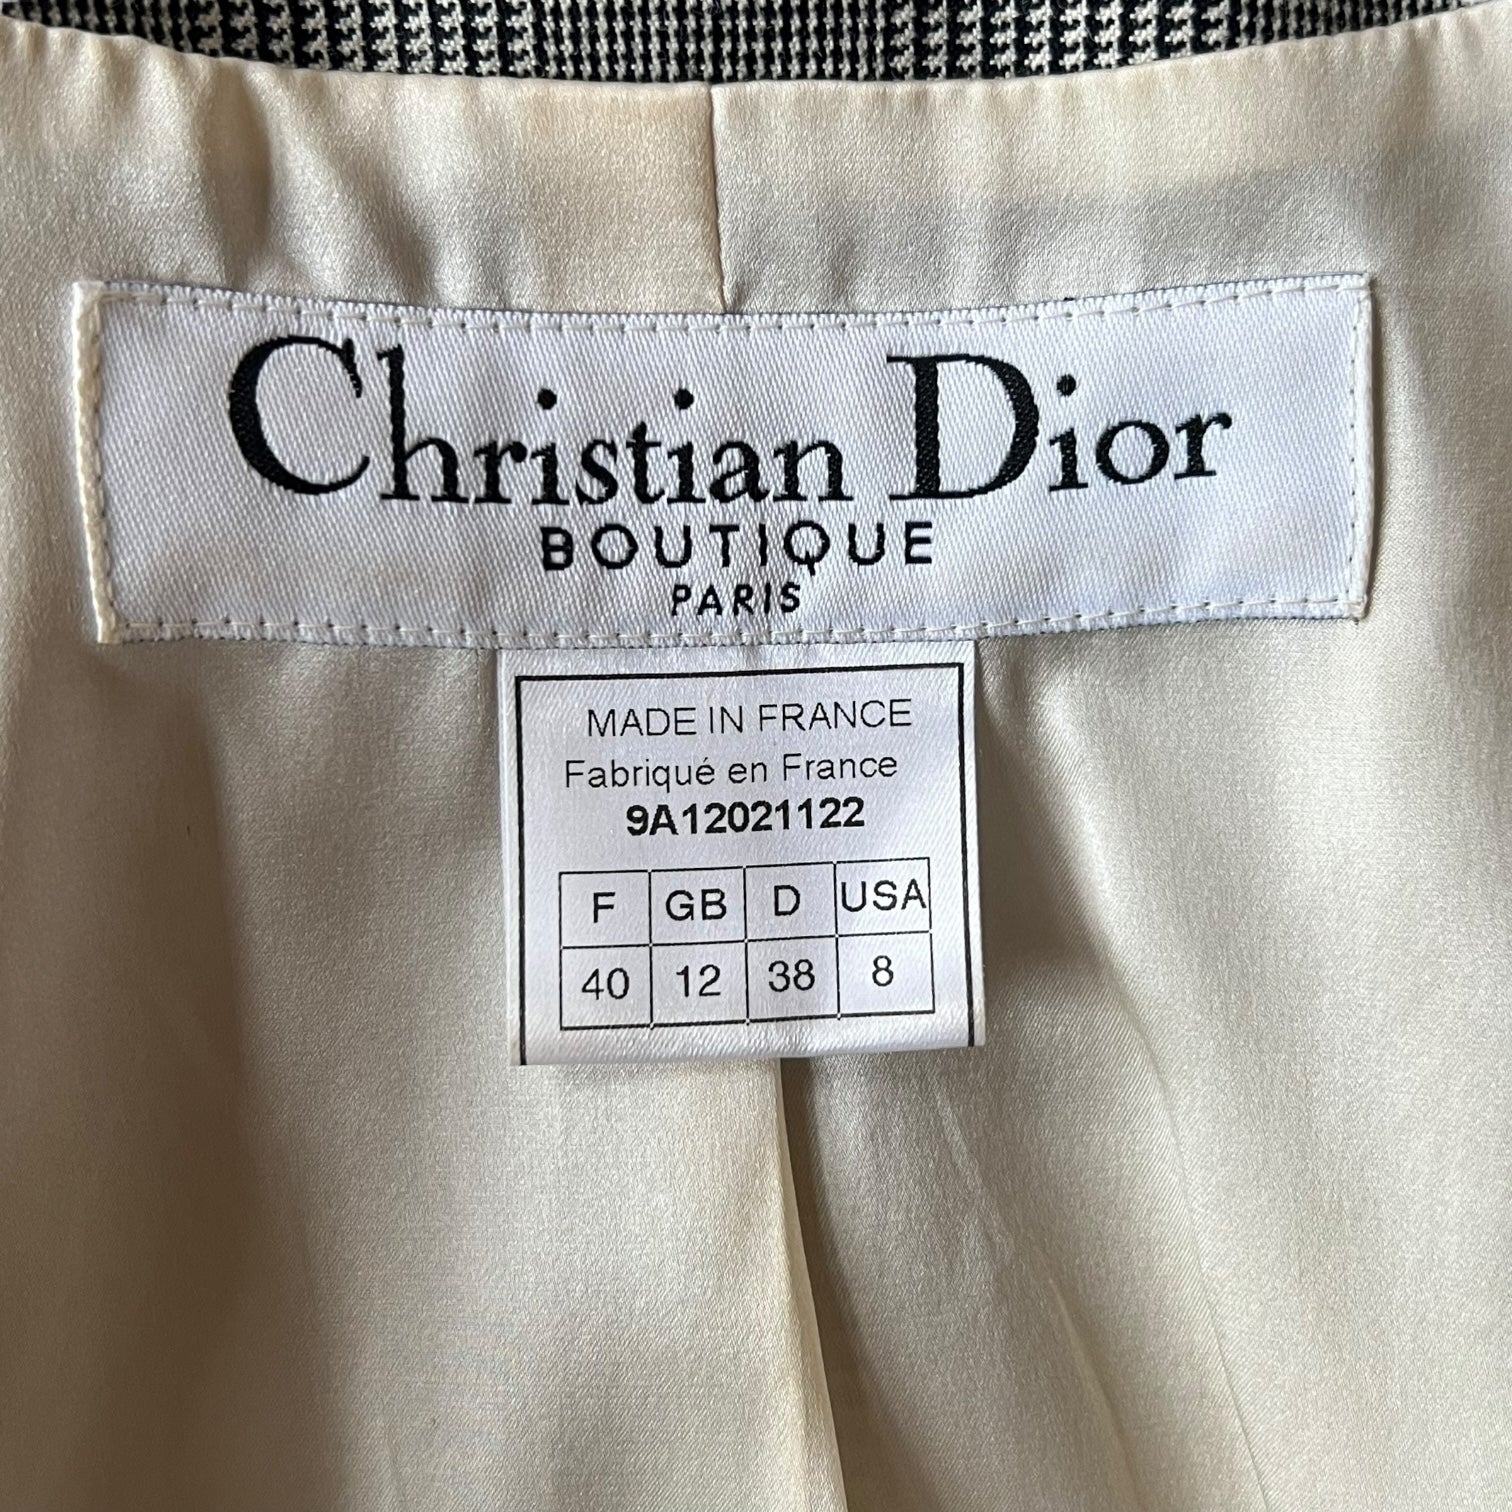 Christian Dior
BOUTIQUE
PARIS
MADE IN FRANCE
Fabriqué en France
9A12021122
F GB D USA
40 12 38 8